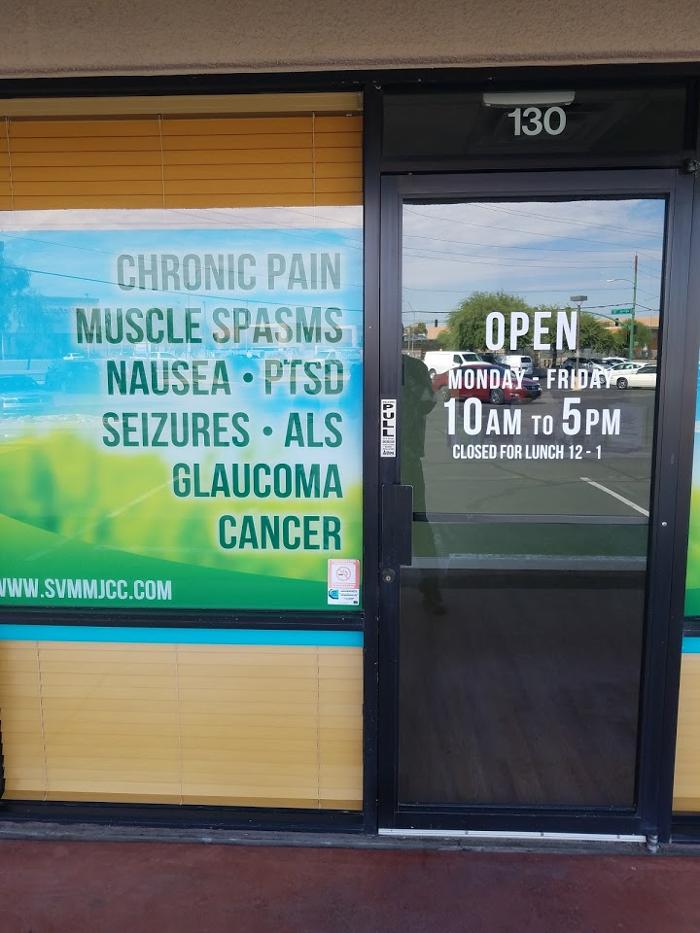 130
CHRONIC PAIN
MUSCLE SPASMS
NAUSEA • PTSD
SEIZURES • ALS
GLAUCOMA
CANCER
WWW.SVMMJCC.COM
OPEN
MONDAY - FRIDAY
10AM TO 5PM
CLOSED FOR LUNCH 12 - 1
PULL